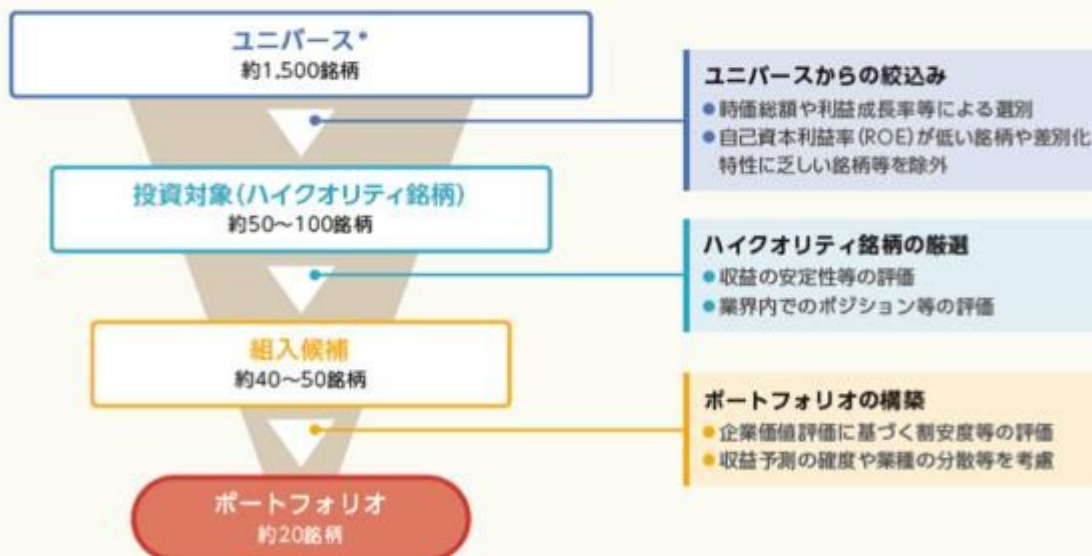 ユニバース*
約1,500銘柄
ユニバースからの絞込み
●時価総額や利益成長率等による選別
●自己資本利益率(ROE)が低い銘柄や差別化
特性に乏しい銘柄等を除外
投資対象(ハイクオリティ銘柄)
約50〜100銘柄
ハイクオリティ銘柄の厳選
●収益の安定性等の評価
●業界内でのポジション等の評価
組入候補
約40〜50銘柄
ポートフォリオの構築
●企業価値評価に基づく割安度等の評価
●収益予測の確度や業種の分散等を考慮
ポートフォリオ
約20銘柄